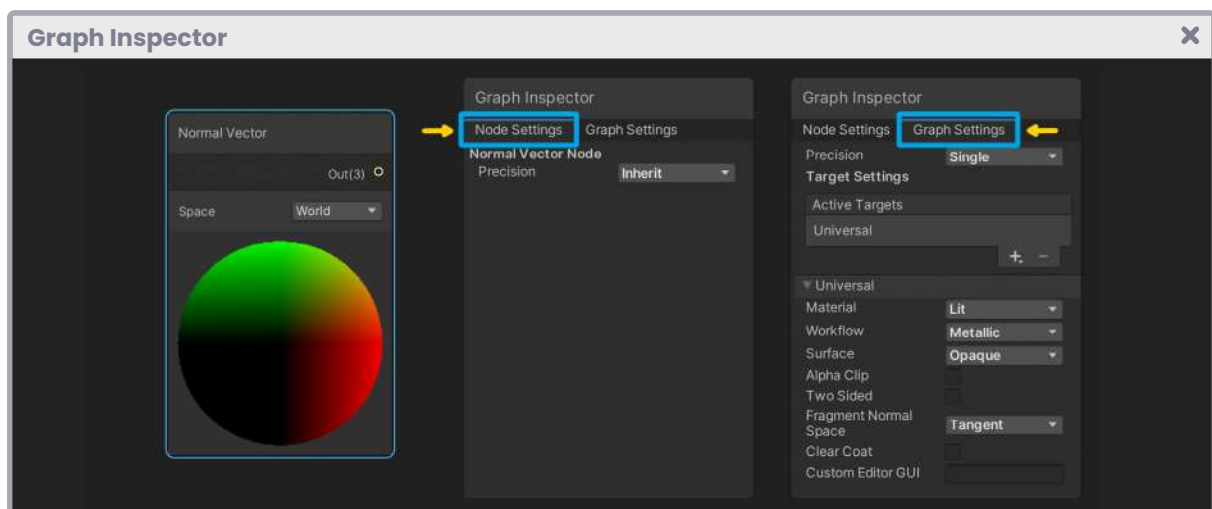 Graph Inspector
Normal Vector
Out(3)
Space World
Graph Inspector
Node Settings Graph Settings
Normal Vector Node
Precision Inherit
Graph Inspector
Node Settings Graph Settings
Precision Single
Target Settings
Active Targets
Universal
+ −
Universal
Material Lit
Workflow Metallic
Surface Opaque
Alpha Clip
Two Sided
Fragment Normal
Space Tangent
Clear Coat
Custom Editor GUI